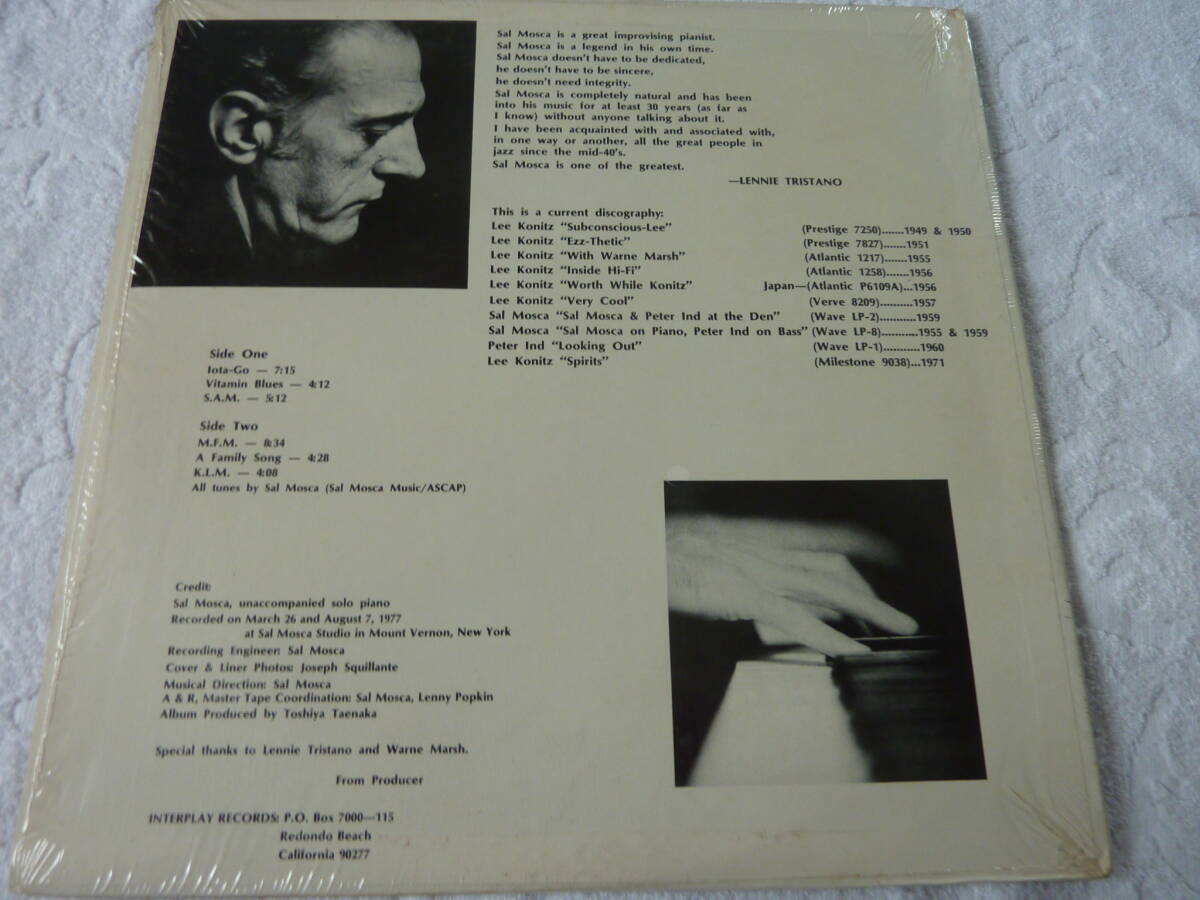 Sal Mosca is a great improvising pianist.
Sal Mosca is a legend in his own time.
Sal Mosca doesn't have to be dedicated,
he doesn't have to be sincere,
he doesn't need integrity.
Sal Mosca is completely natural and has been
into his music for at least 30 years (as far as
I know) without anyone talking about it.
I have been acquainted with and associated with,
in one way or another, all the great people in
jazz since the mid-40's.
Sal Mosca is one of the greatest.
—LENNIE TRISTANO
This is a current discography:
Lee Konitz "Subconscious-Lee" (Prestige 7250).......1949 & 1950
Lee Konitz "Ezz-Thetic" (Prestige 7827)......1951
Lee Konitz "With Warne Marsh" (Atlantic 1217).......1955
Lee Konitz "Inside Hi-Fi" (Atlantic 1258).......1956
Lee Konitz "Worth While Konitz" Japan—(Atlantic P6109A)...1956
Lee Konitz "Very Cool" (Verve 8209)..........1957
Sal Mosca "Sal Mosca & Peter Ind at the Den" (Wave LP-2)...........1959
Sal Mosca "Sal Mosca on Piano, Peter Ind on Bass" (Wave LP-8)...........1955 & 1959
Peter Ind "Looking Out" (Wave LP-1)...........1960
Lee Konitz "Spirits" (Milestone 9038)...1971
Side One
Iota-Go — 7:15
Vitamin Blues — 4:12
S.A.M. — 5:12
Side Two
M.F.M. — 8:34
A Family Song — 4:28
K.L.M. — 4:08
All tunes by Sal Mosca (Sal Mosca Music/ASCAP)
Credit:
Sal Mosca, unaccompanied solo piano
Recorded on March 26 and August 7, 1977
at Sal Mosca Studio in Mount Vernon, New York
Recording Engineer: Sal Mosca
Cover & Liner Photos: Joseph Squillante
Musical Direction: Sal Mosca
A & R, Master Tape Coordination: Sal Mosca, Lenny Popkin
Album Produced by Toshiya Taenaka
Special thanks to Lennie Tristano and Warne Marsh.
From Producer
INTERPLAY RECORDS: P.O. Box 7000—115
Redondo Beach
California 90277